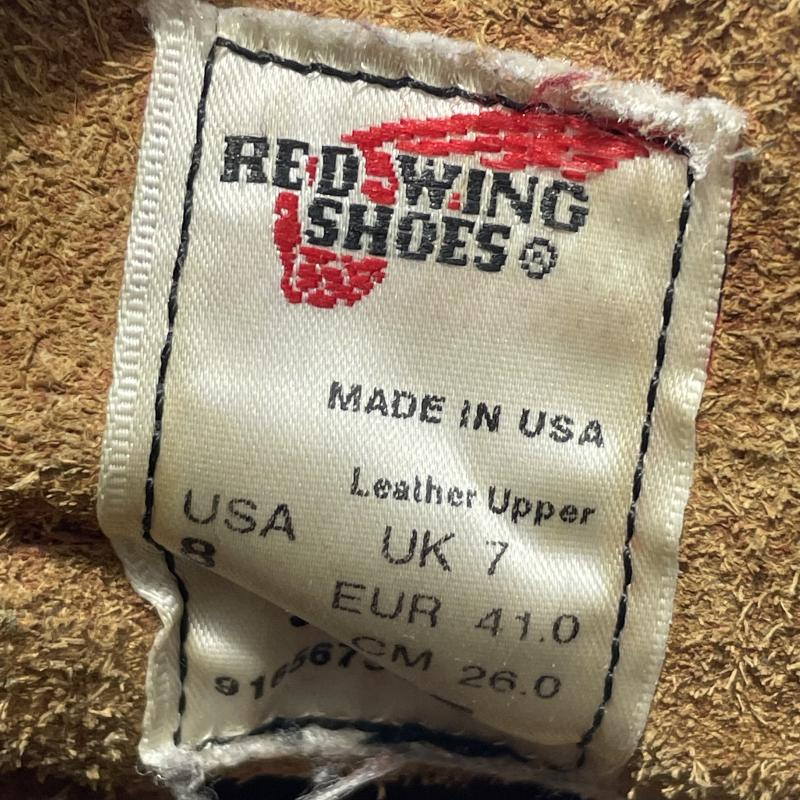 RED WING
SHOES®
MADE IN USA
Leather Upper
USA
8
UK 7
EUR 41.0
CM 26.0